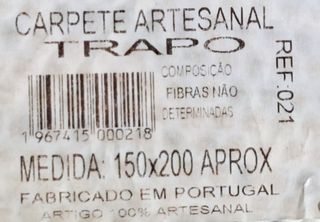 CARPETE ARTESANAL
TRAPO
COMPOSIÇÃO
FIBRAS NÃO
DETERMINADAS
REF:021
1 967415 000218
MEDIDA: 150x200 APROX
FABRICADO EM PORTUGAL
ARTIGO 100% ARTESANAL